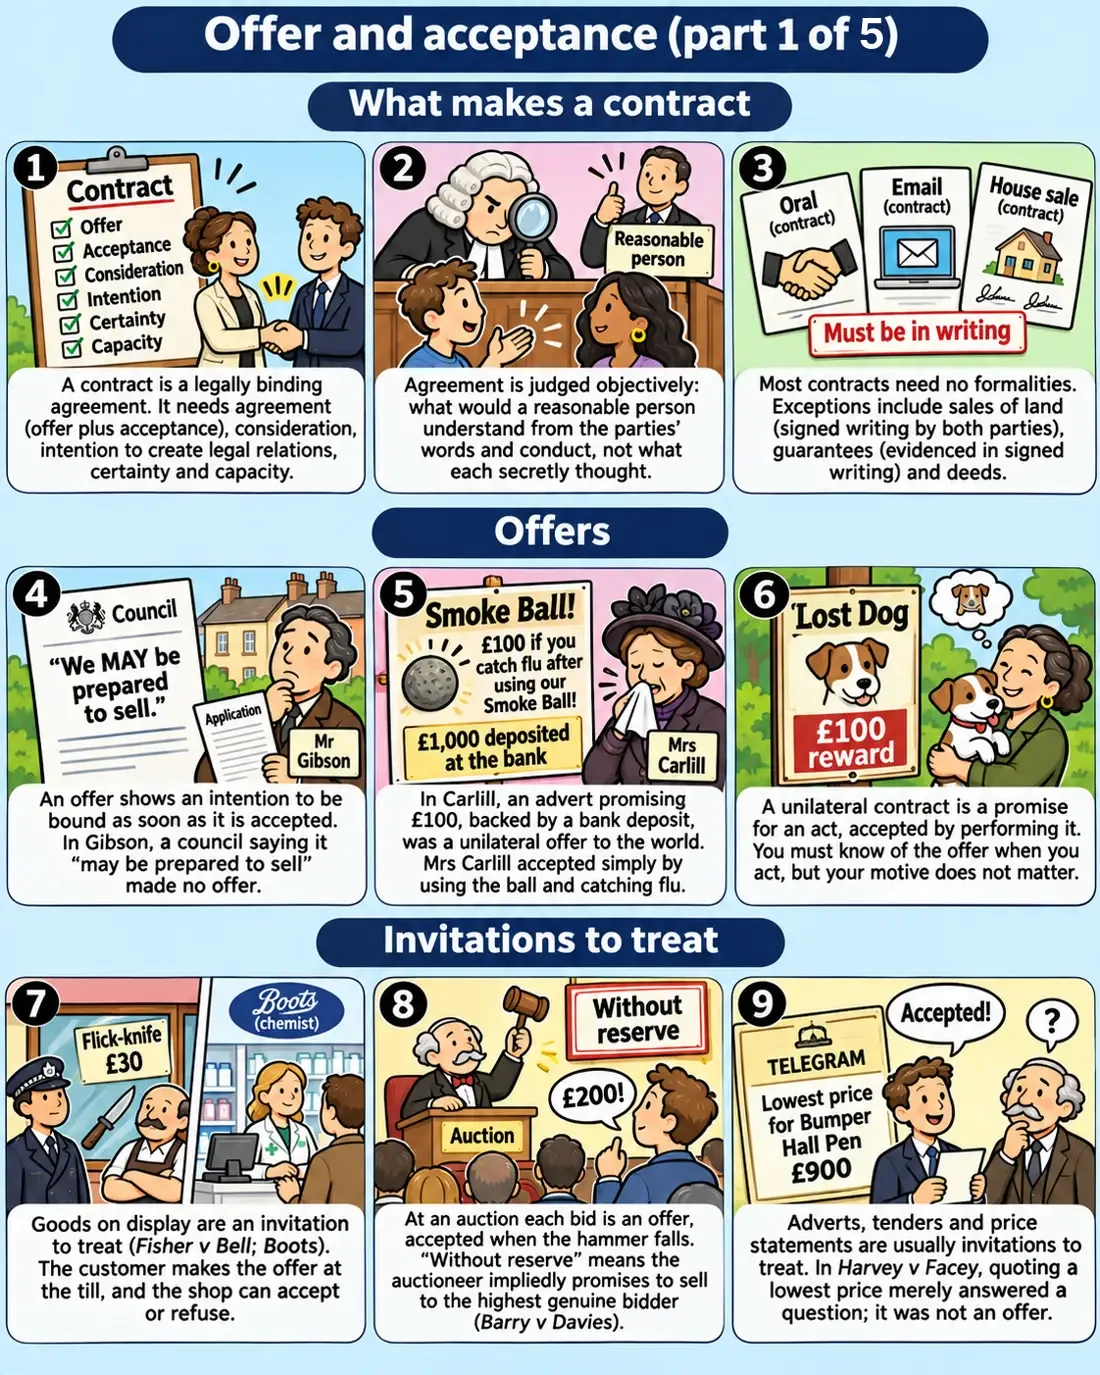 Offer and acceptance (part 1 of 5)
What makes a contract
1
Contract
Offer
Acceptance
Consideration
Intention
Certainty
Capacity
A contract is a legally binding
agreement. It needs agreement
(offer plus acceptance), consideration,
intention to create legal relations,
certainty and capacity.
2
Reasonable
person
Agreement is judged objectively:
what would a reasonable person
understand from the parties'
words and conduct, not what
each secretly thought.
3
Oral
(contract)
Email
(contract)
House sale
(contract)
Must be in writing
Most contracts need no formalities.
Exceptions include sales of land
(signed writing by both parties),
guarantees (evidenced in signed
writing) and deeds.
Offers
4
Council
"We MAY be
prepared
to sell."
Application
Mr
Gibson
An offer shows an intention to be
bound as soon as it is accepted.
In Gibson, a council saying it
"may be prepared to sell"
made no offer.
5
Smoke Ball!
£100 if you
catch flu after
using our
Smoke Ball!
£1,000 deposited
at the bank
Mrs
Carlill
In Carlill, an advert promising
£100, backed by a bank deposit,
was a unilateral offer to the world.
Mrs Carlill accepted simply by
using the ball and catching flu.
6
'Lost Dog
£100
reward
A unilateral contract is a promise
for an act, accepted by performing it.
You must know of the offer when you
act, but your motive does not matter.
Invitations to treat
7
Flick-knife
£30
Boots
(chemist)
Goods on display are an invitation
to treat (Fisher v Bell; Boots).
The customer makes the offer at
the till, and the shop can accept
or refuse.
8
Without
reserve
£200!
Auction
At an auction each bid is an offer,
accepted when the hammer falls.
"Without reserve" means the
auctioneer impliedly promises to sell
to the highest genuine bidder
(Barry v Davies).
9
Accepted!
?
TELEGRAM
Lowest price
for Bumper
Hall Pen
£900
Adverts, tenders and price
statements are usually invitations to
treat. In Harvey v Facey, quoting a
lowest price merely answered a
question; it was not an offer.